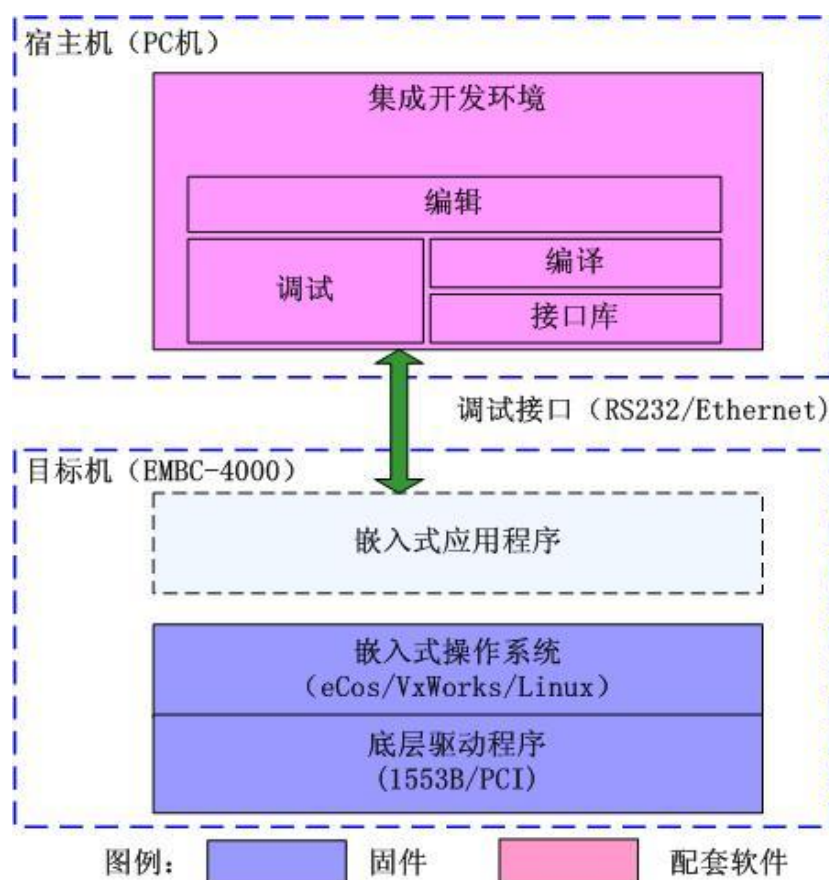 宿主机（PC机）
集成开发环境
编辑
调试
编译
接口库
调试接口（RS232/Ethernet)
目标机（EMBC-4000）
嵌入式应用程序
嵌入式操作系统
（eCos/VxWorks/Linux）
底层驱动程序
(1553B/PCI)
图例： 固件 配套软件